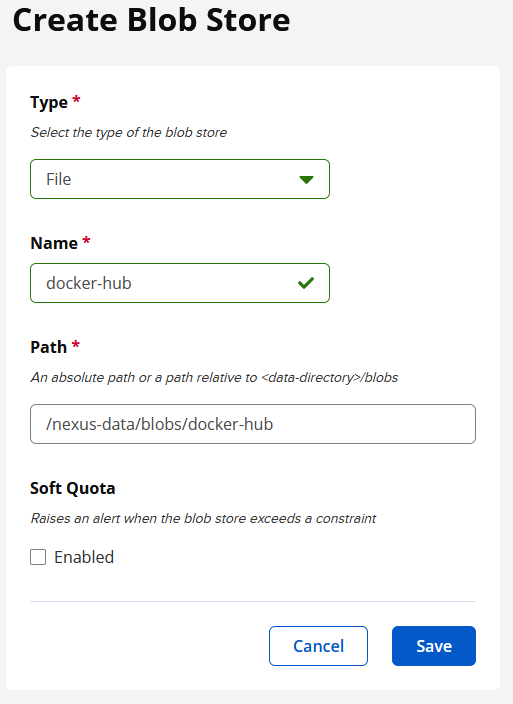 Create Blob Store
Type *
Select the type of the blob store
File
Name *
docker-hub
Path *
An absolute path or a path relative to <data-directory>/blobs
/nexus-data/blobs/docker-hub
Soft Quota
Raises an alert when the blob store exceeds a constraint
Enabled
Cancel Save